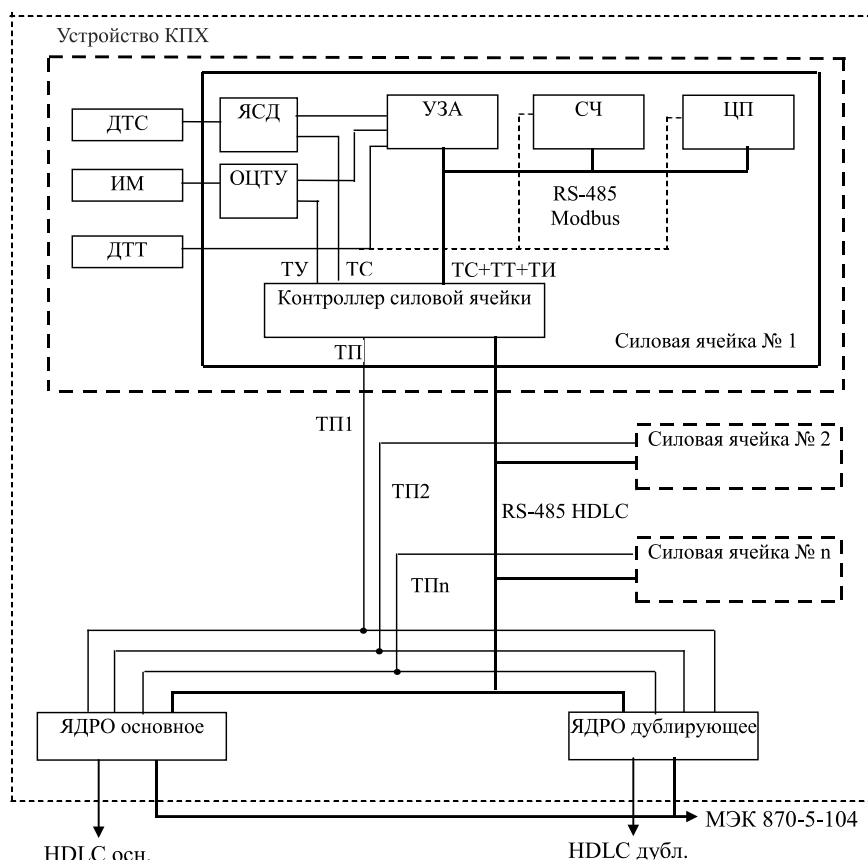 Устройство КПХ
ДТС
ЯСД
УЗА
СЧ
ЦП
ИМ
ОЦТУ
RS-485
Modbus
ДТТ
ТУ
ТС
ТС+ТТ+ТИ
Контроллер силовой ячейки
ТП
Силовая ячейка № 1
ТП1
Силовая ячейка № 2
ТП2
RS-485 HDLC
Силовая ячейка № n
ТПn
ЯДРО основное
ЯДРО дублирующее
МЭК 870-5-104
HDLC осн.
HDLC дубл.